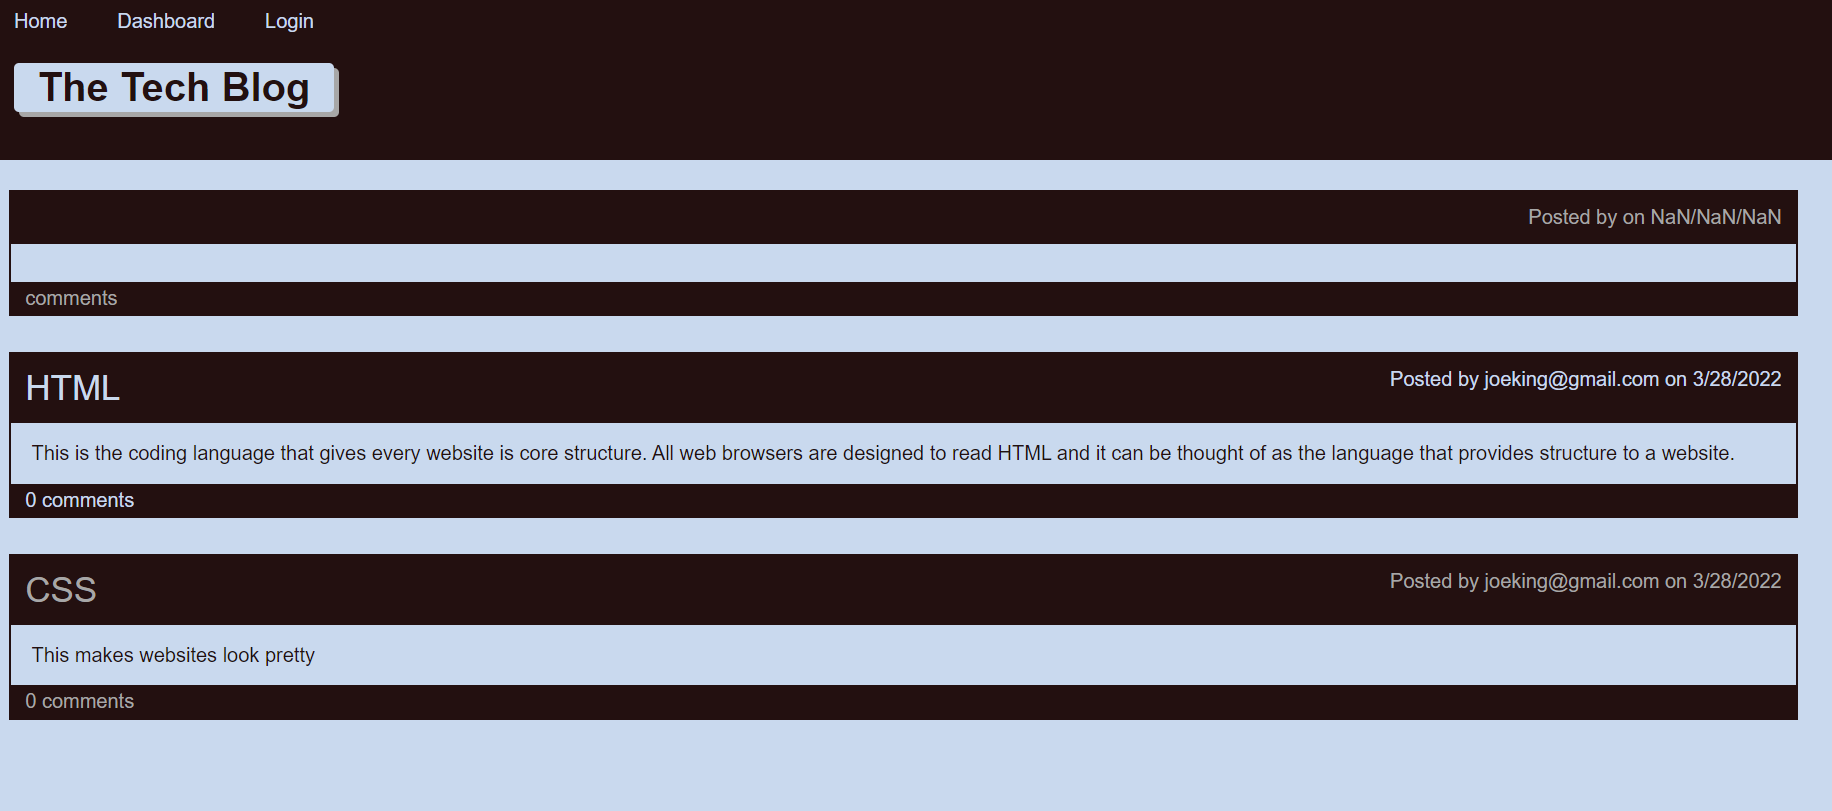 Home Dashboard Login
The Tech Blog
Posted by on NaN/NaN/NaN
comments
HTML Posted by joeking@gmail.com on 3/28/2022
This is the coding language that gives every website is core structure. All web browsers are designed to read HTML and it can be thought of as the language that provides structure to a website.
0 comments
CSS Posted by joeking@gmail.com on 3/28/2022
This makes websites look pretty
0 comments